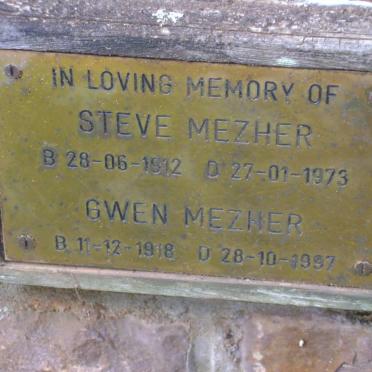 IN LOVING MEMORY OF
STEVE MEZHER
B 28-06-1912 D 27-01-1973
GWEN MEZHER
B 11-12-1918 D 28-10-1997